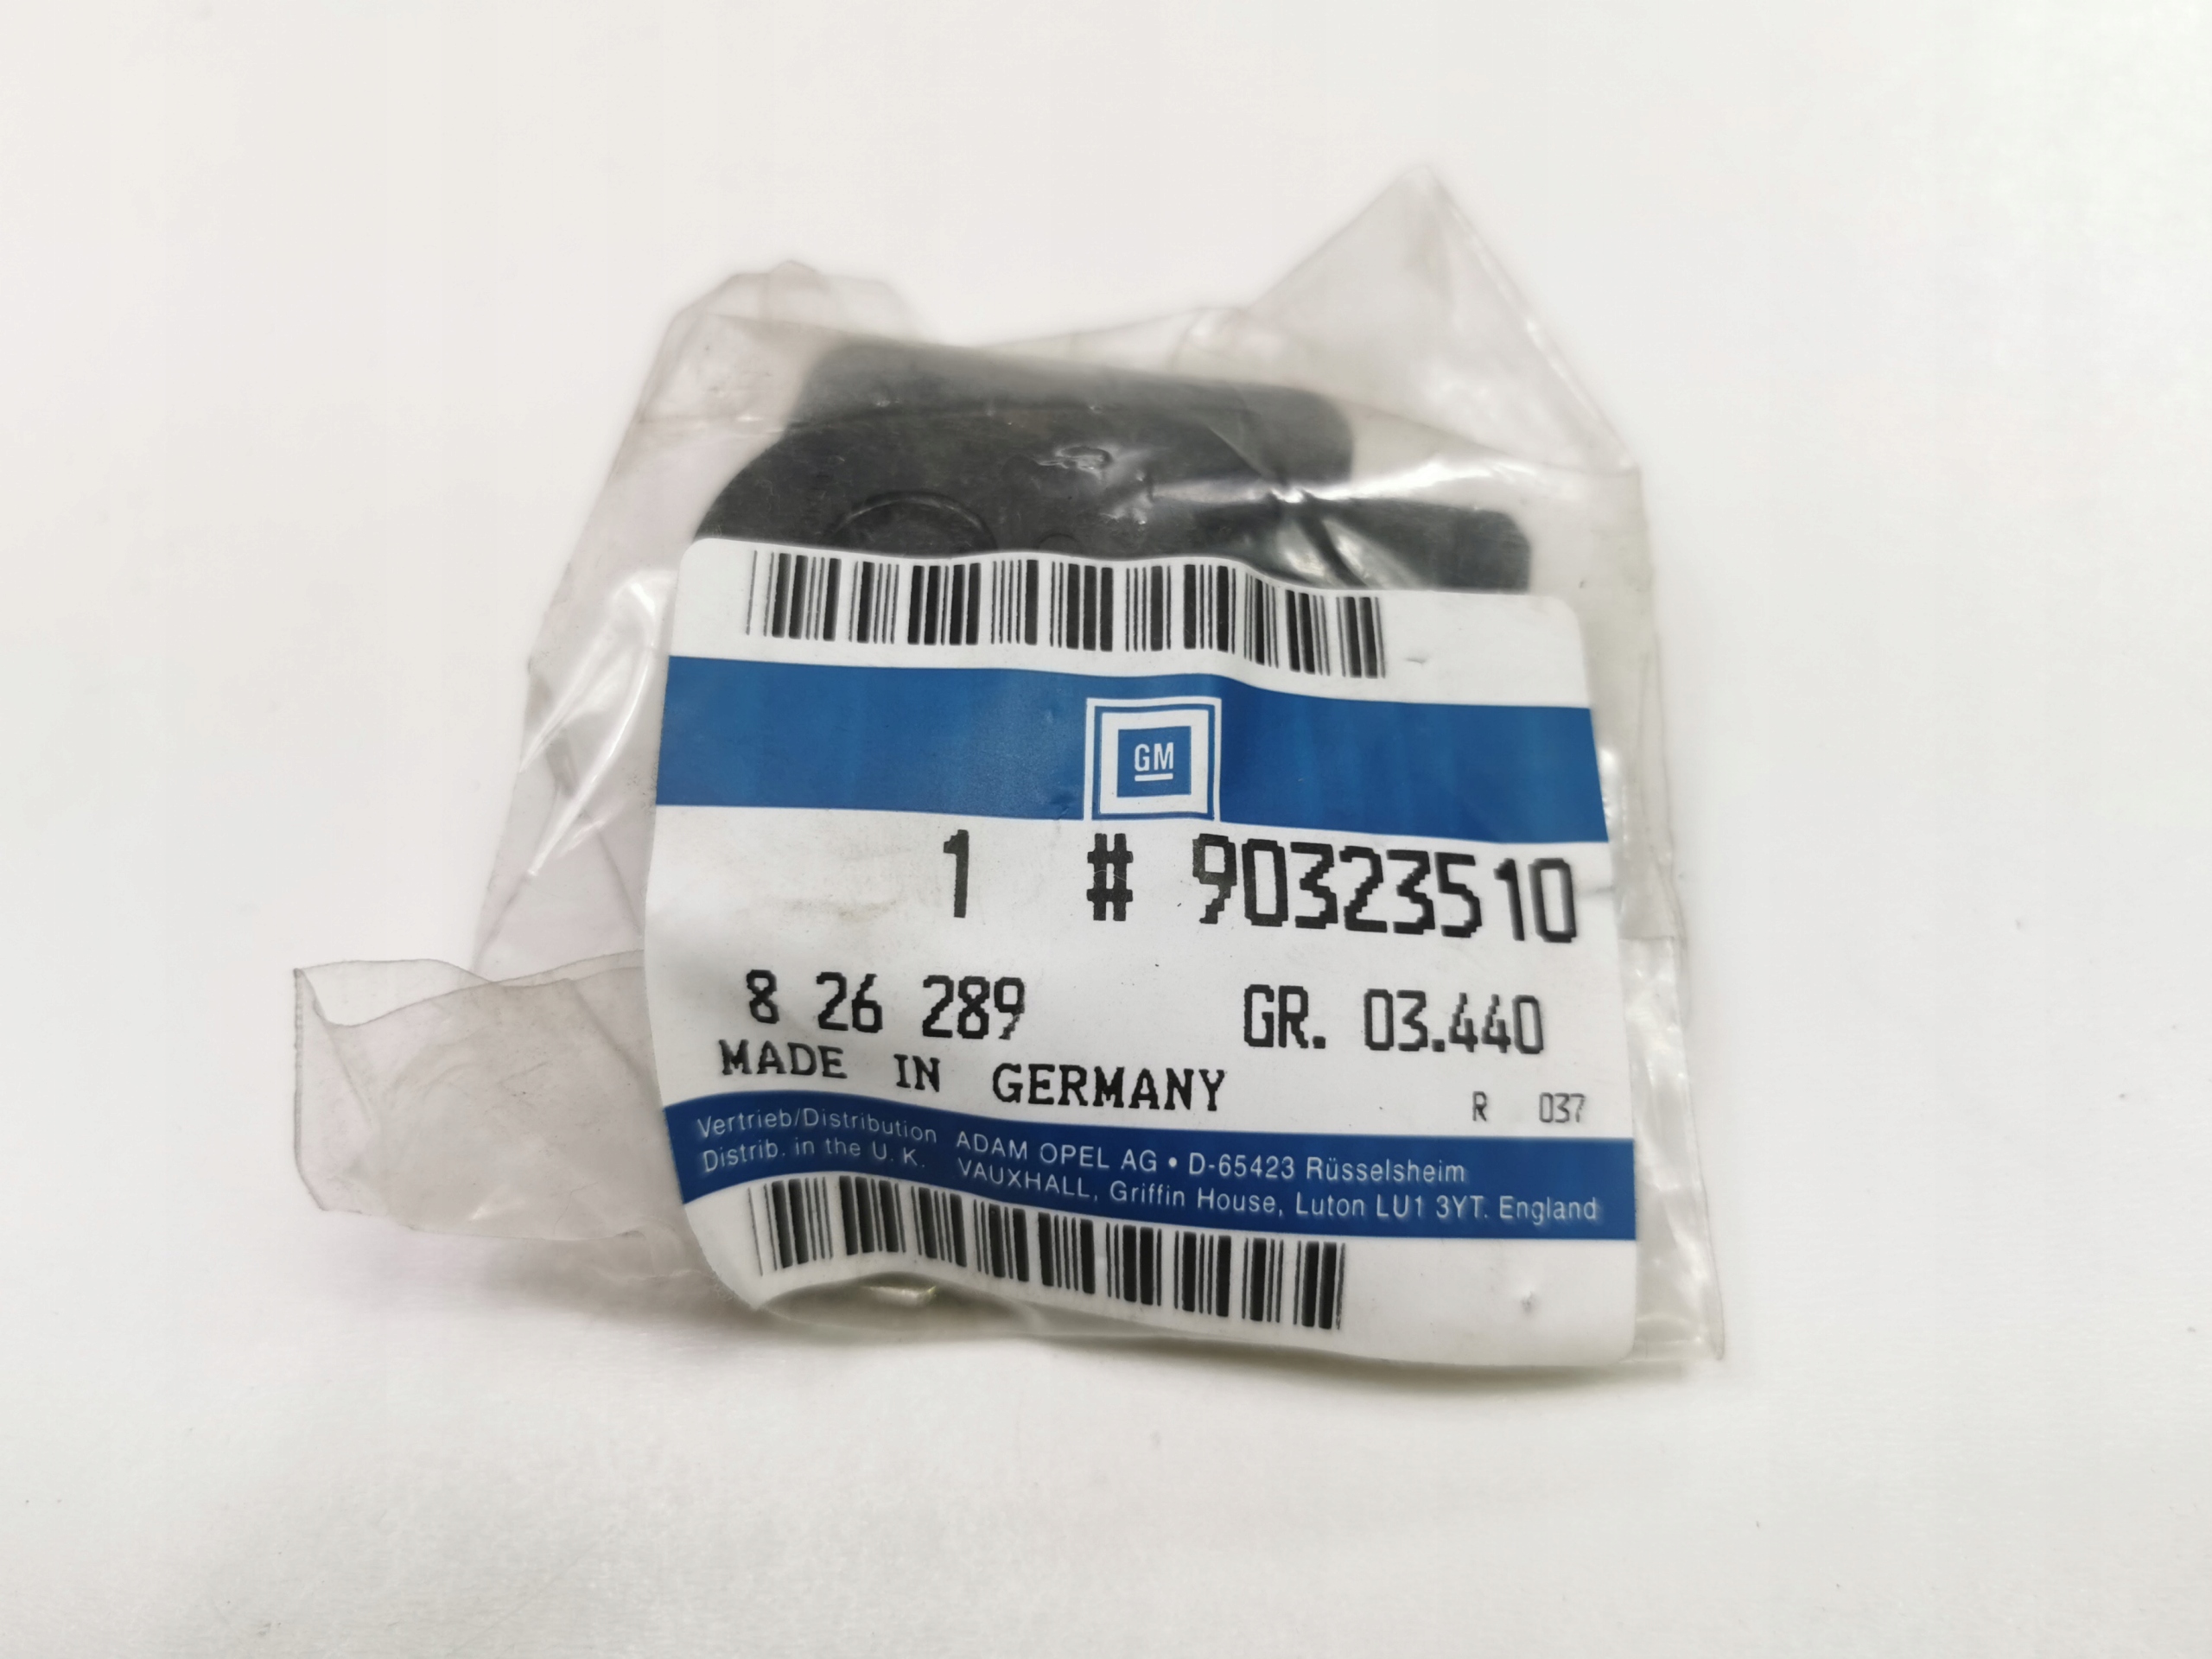 GM
1 # 90323510
8 26 289 GR. 03.440
MADE IN GERMANY
R 037
Vertrieb/Distribution ADAM OPEL AG • D-65423 Rüsselsheim
Distrib. in the U. K. VAUXHALL, Griffin House, Luton LU1 3YT. England